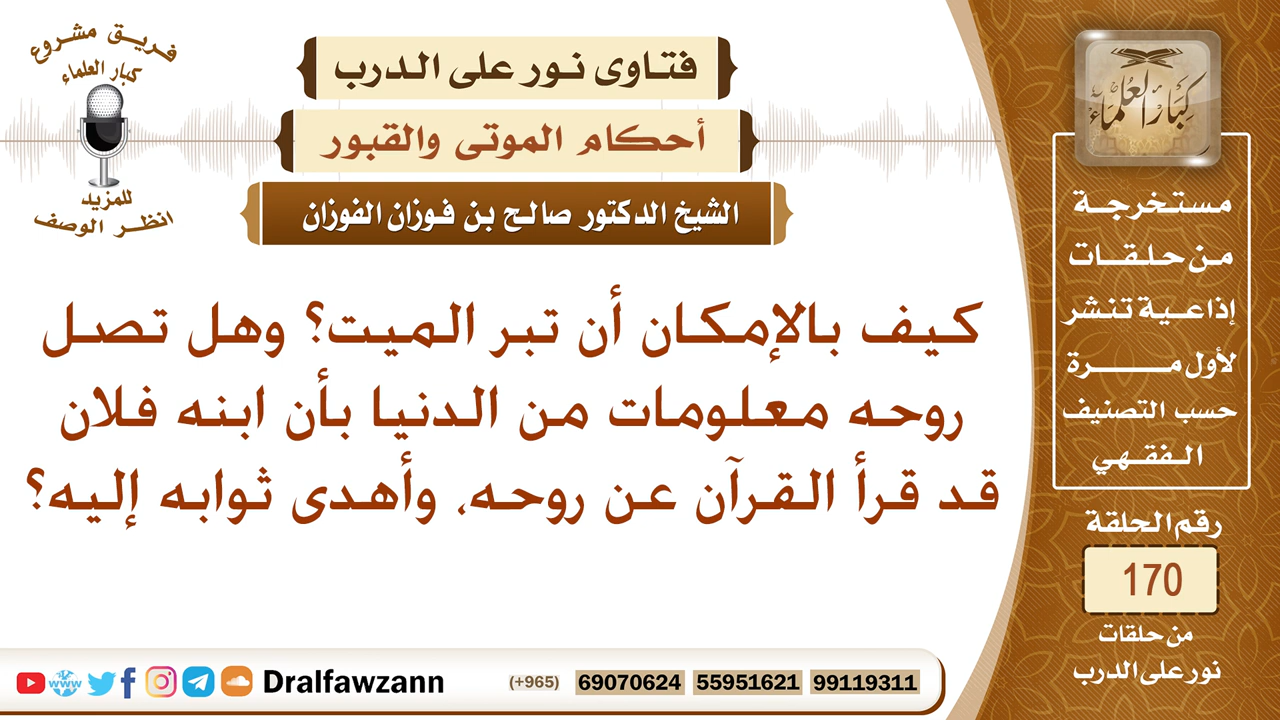 فريق مشروع
كبار العلماء
للمزيد
انظر الوصف
فتاوى نور على الدرب
أحكام الموتى والقبور
الشيخ الدكتور صالح بن فوزان الفوزان
كيف بالإمكان أن تبر الميت؟ وهل تصل
روحه معلومات من الدنيا بأن ابنه فلان
قد قرأ القرآن عن روحه، وأهدى ثوابه إليه؟
كبار العلماء
مستخرجة
من حلقات
إذاعية تنشر
لأول مرة
حسب التصنيف
الفقهي
رقم الحلقة
170
من حلقات
نور على الدرب
www
Dralfawzann (+965) 69070624 55951621 99119311